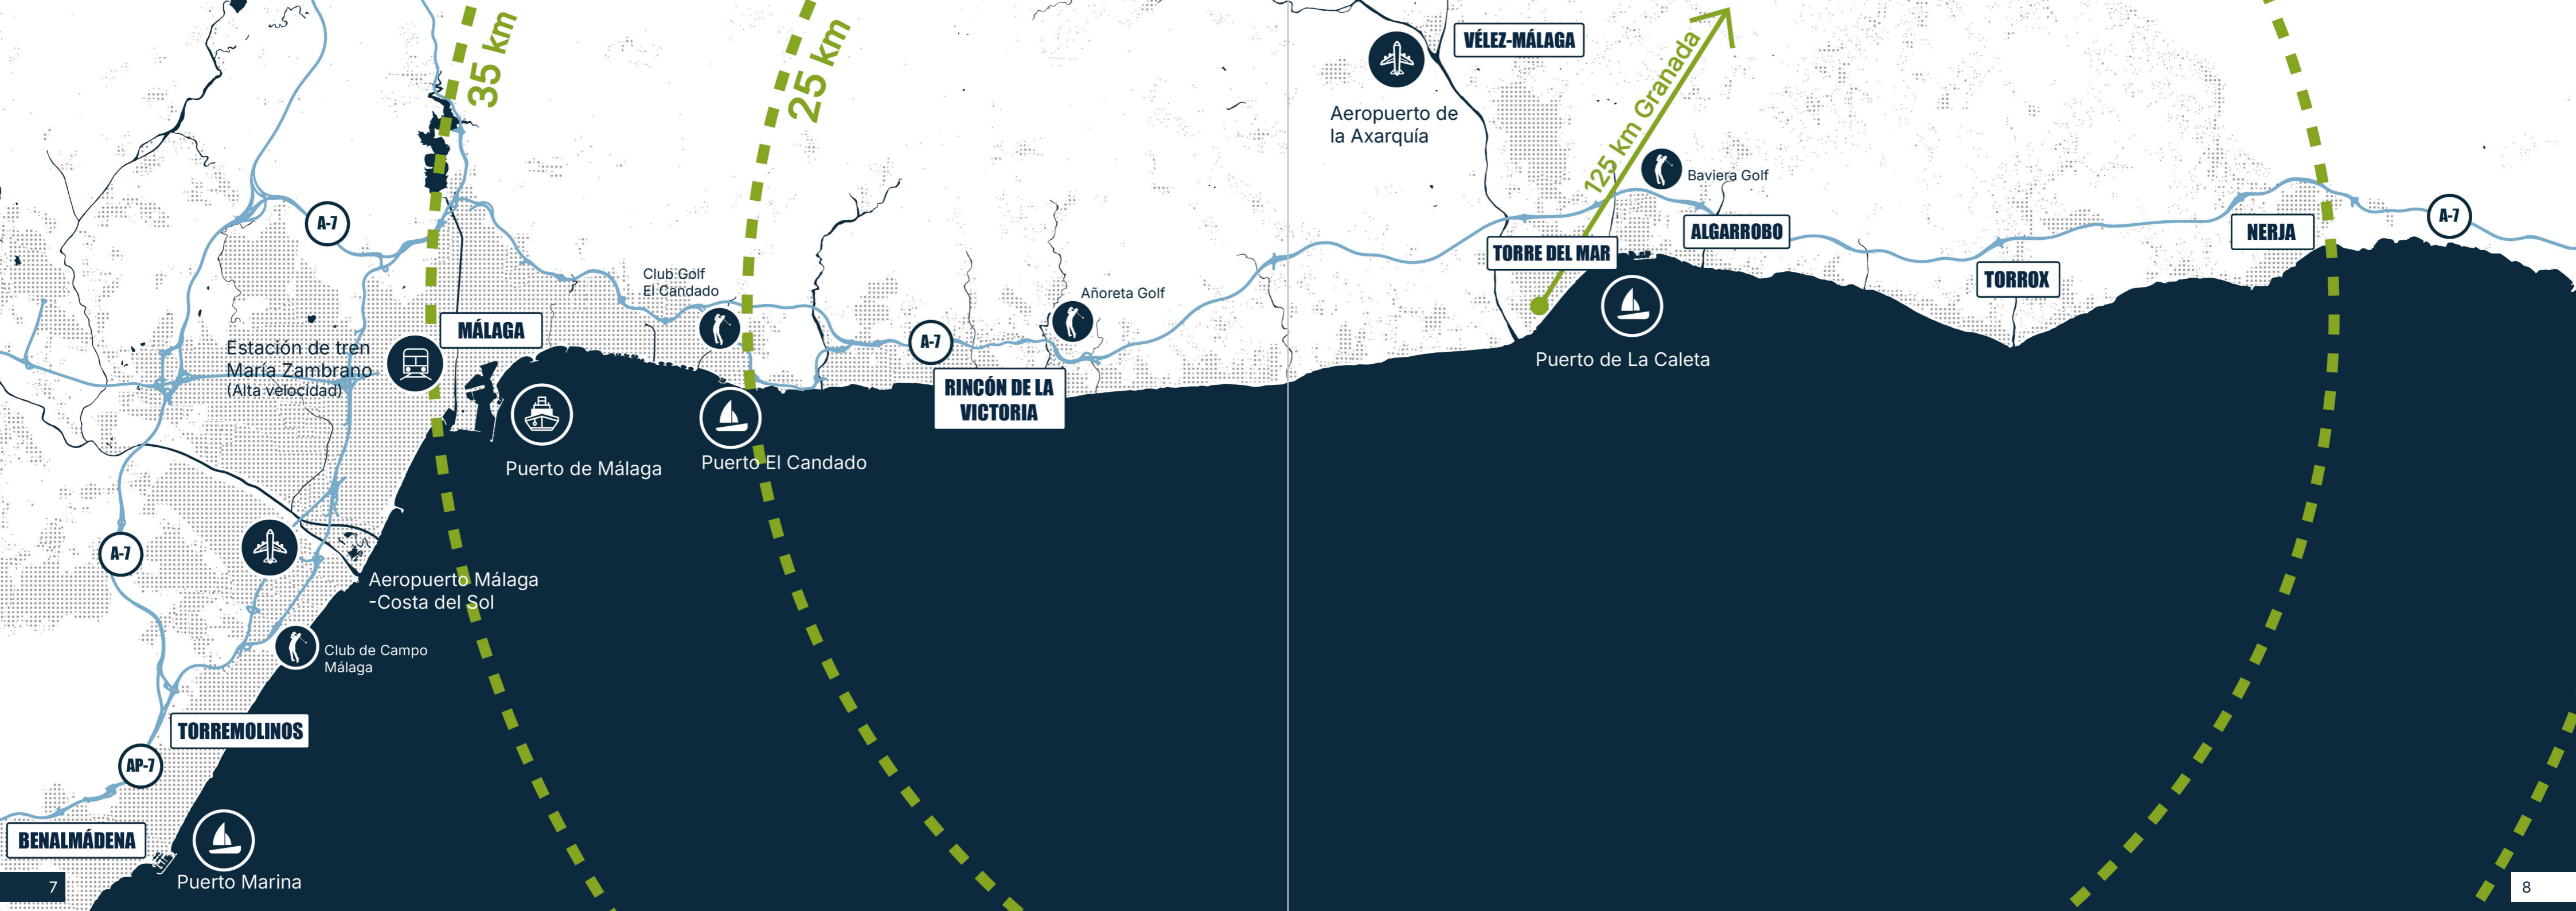 35 km
25 km
VÉLEZ-MÁLAGA
Aeropuerto de
la Axarquía
125 km Granada
Baviera Golf
A-7
A-7
ALGARROBO
NERJA
TORRE DEL MAR
TORROX
Club Golf
El Candado
Añoreta Golf
MÁLAGA
A-7
Estación de tren
María Zambrano
(Alta velocidad)
RINCÓN DE LA
VICTORIA
Puerto de La Caleta
Puerto de Málaga
Puerto El Candado
A-7
Aeropuerto Málaga
-Costa del Sol
Club de Campo
Málaga
TORREMOLINOS
AP-7
BENALMÁDENA
Puerto Marina
7
8